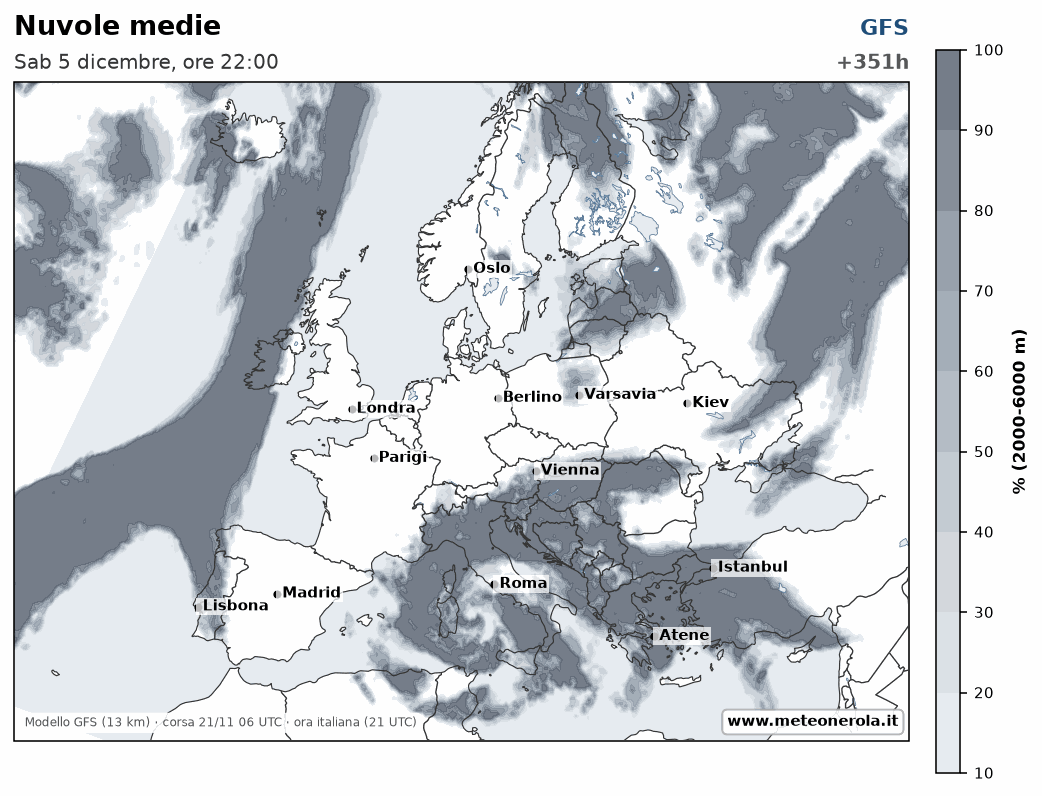 Nuvole medie
GFS
Sab 5 dicembre, ore 22:00
+351h
Oslo
Londra
Berlino
Varsavia
Kiev
Parigi
Vienna
Istanbul
Roma
Madrid
Lisbona
Atene
Modello GFS (13 km) · corsa 21/11 06 UTC · ora italiana (21 UTC)
www.meteonerola.it
100
90
80
70
60
50
40
30
20
10
% (2000-6000 m)